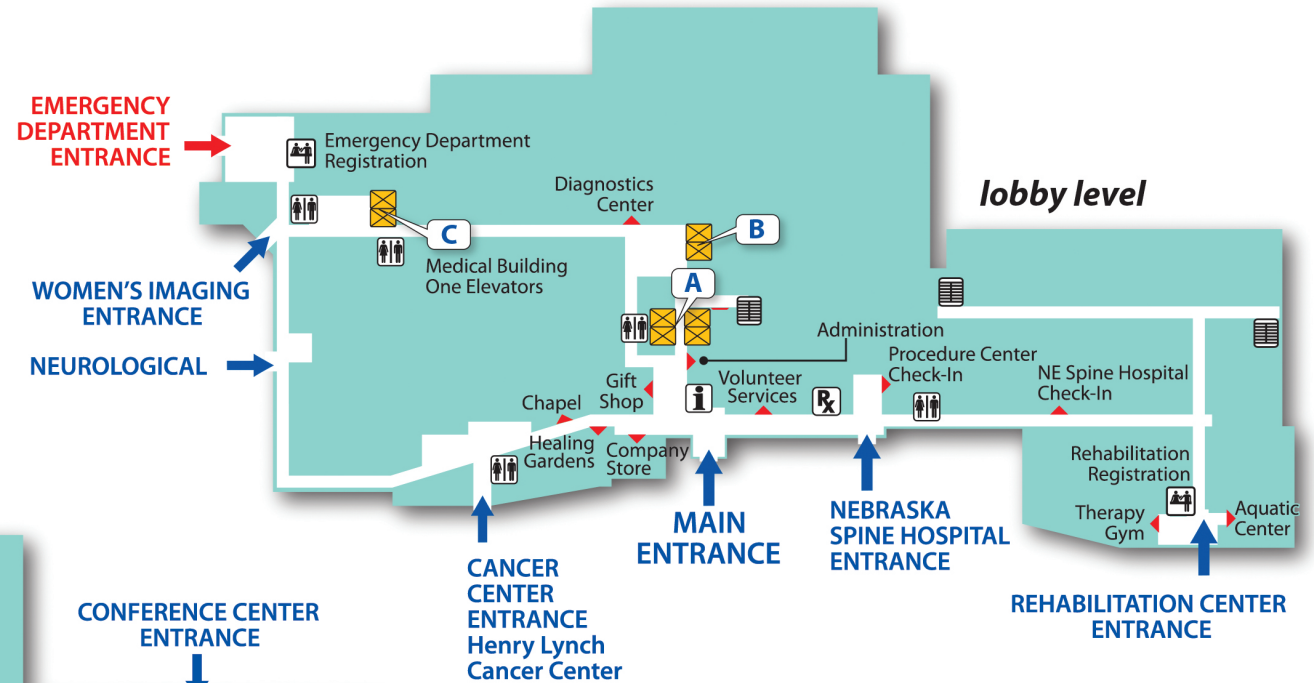 EMERGENCY
DEPARTMENT
ENTRANCE
Emergency Department
Registration
Diagnostics
Center
lobby level
C
B
A
Medical Building
One Elevators
WOMEN'S IMAGING
ENTRANCE
NEUROLOGICAL
Administration
Procedure Center
Check-In
NE Spine Hospital
Check-In
Gift
Shop
i
Volunteer
Services
Rx
Chapel
Healing
Gardens
Company
Store
Rehabilitation
Registration
Therapy
Gym
Aquatic
Center
MAIN
ENTRANCE
NEBRASKA
SPINE HOSPITAL
ENTRANCE
CANCER
CENTER
ENTRANCE
Henry Lynch
Cancer Center
REHABILITATION CENTER
ENTRANCE
CONFERENCE CENTER
ENTRANCE